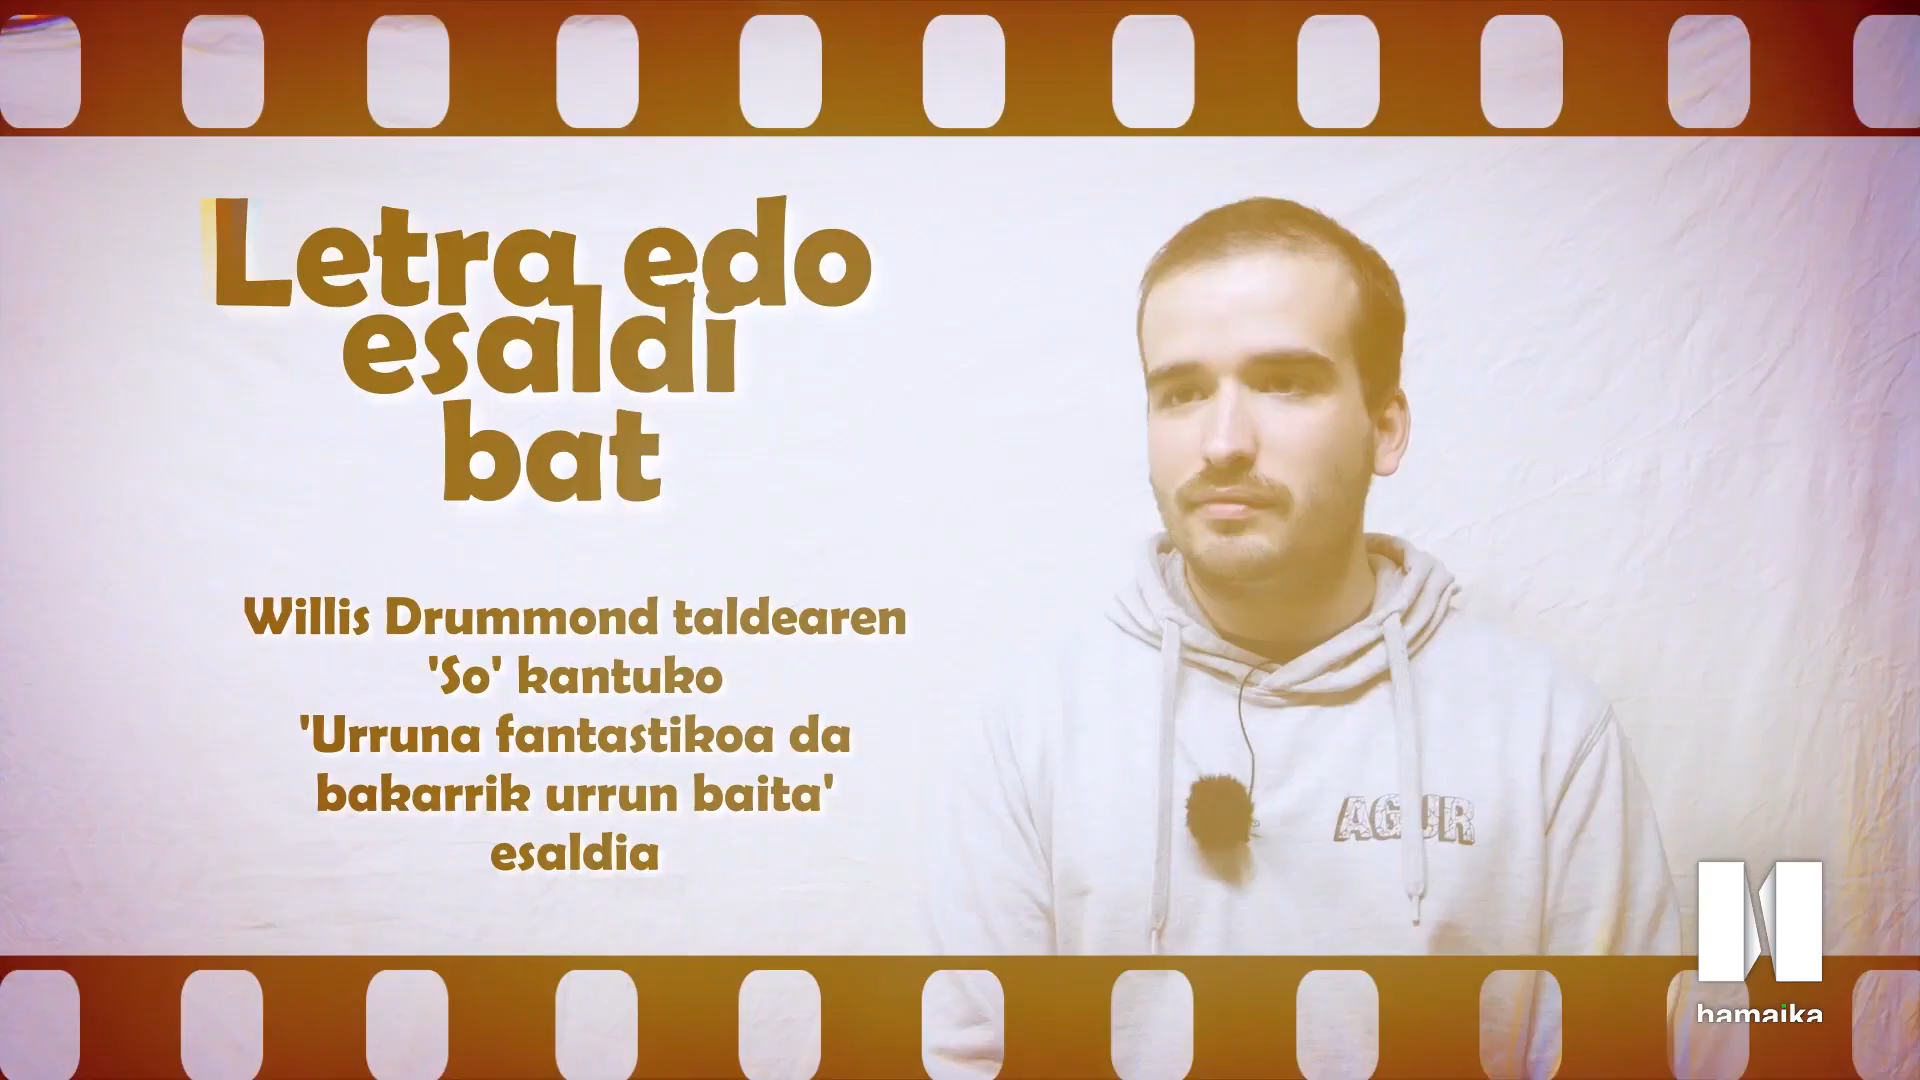 Letra edo
esaldi
bat
Willis Drummond taldearen
'So' kantuko
'Urruna fantastikoa da
bakarrik urrun baita'
esaldia
AGUR
hamaika